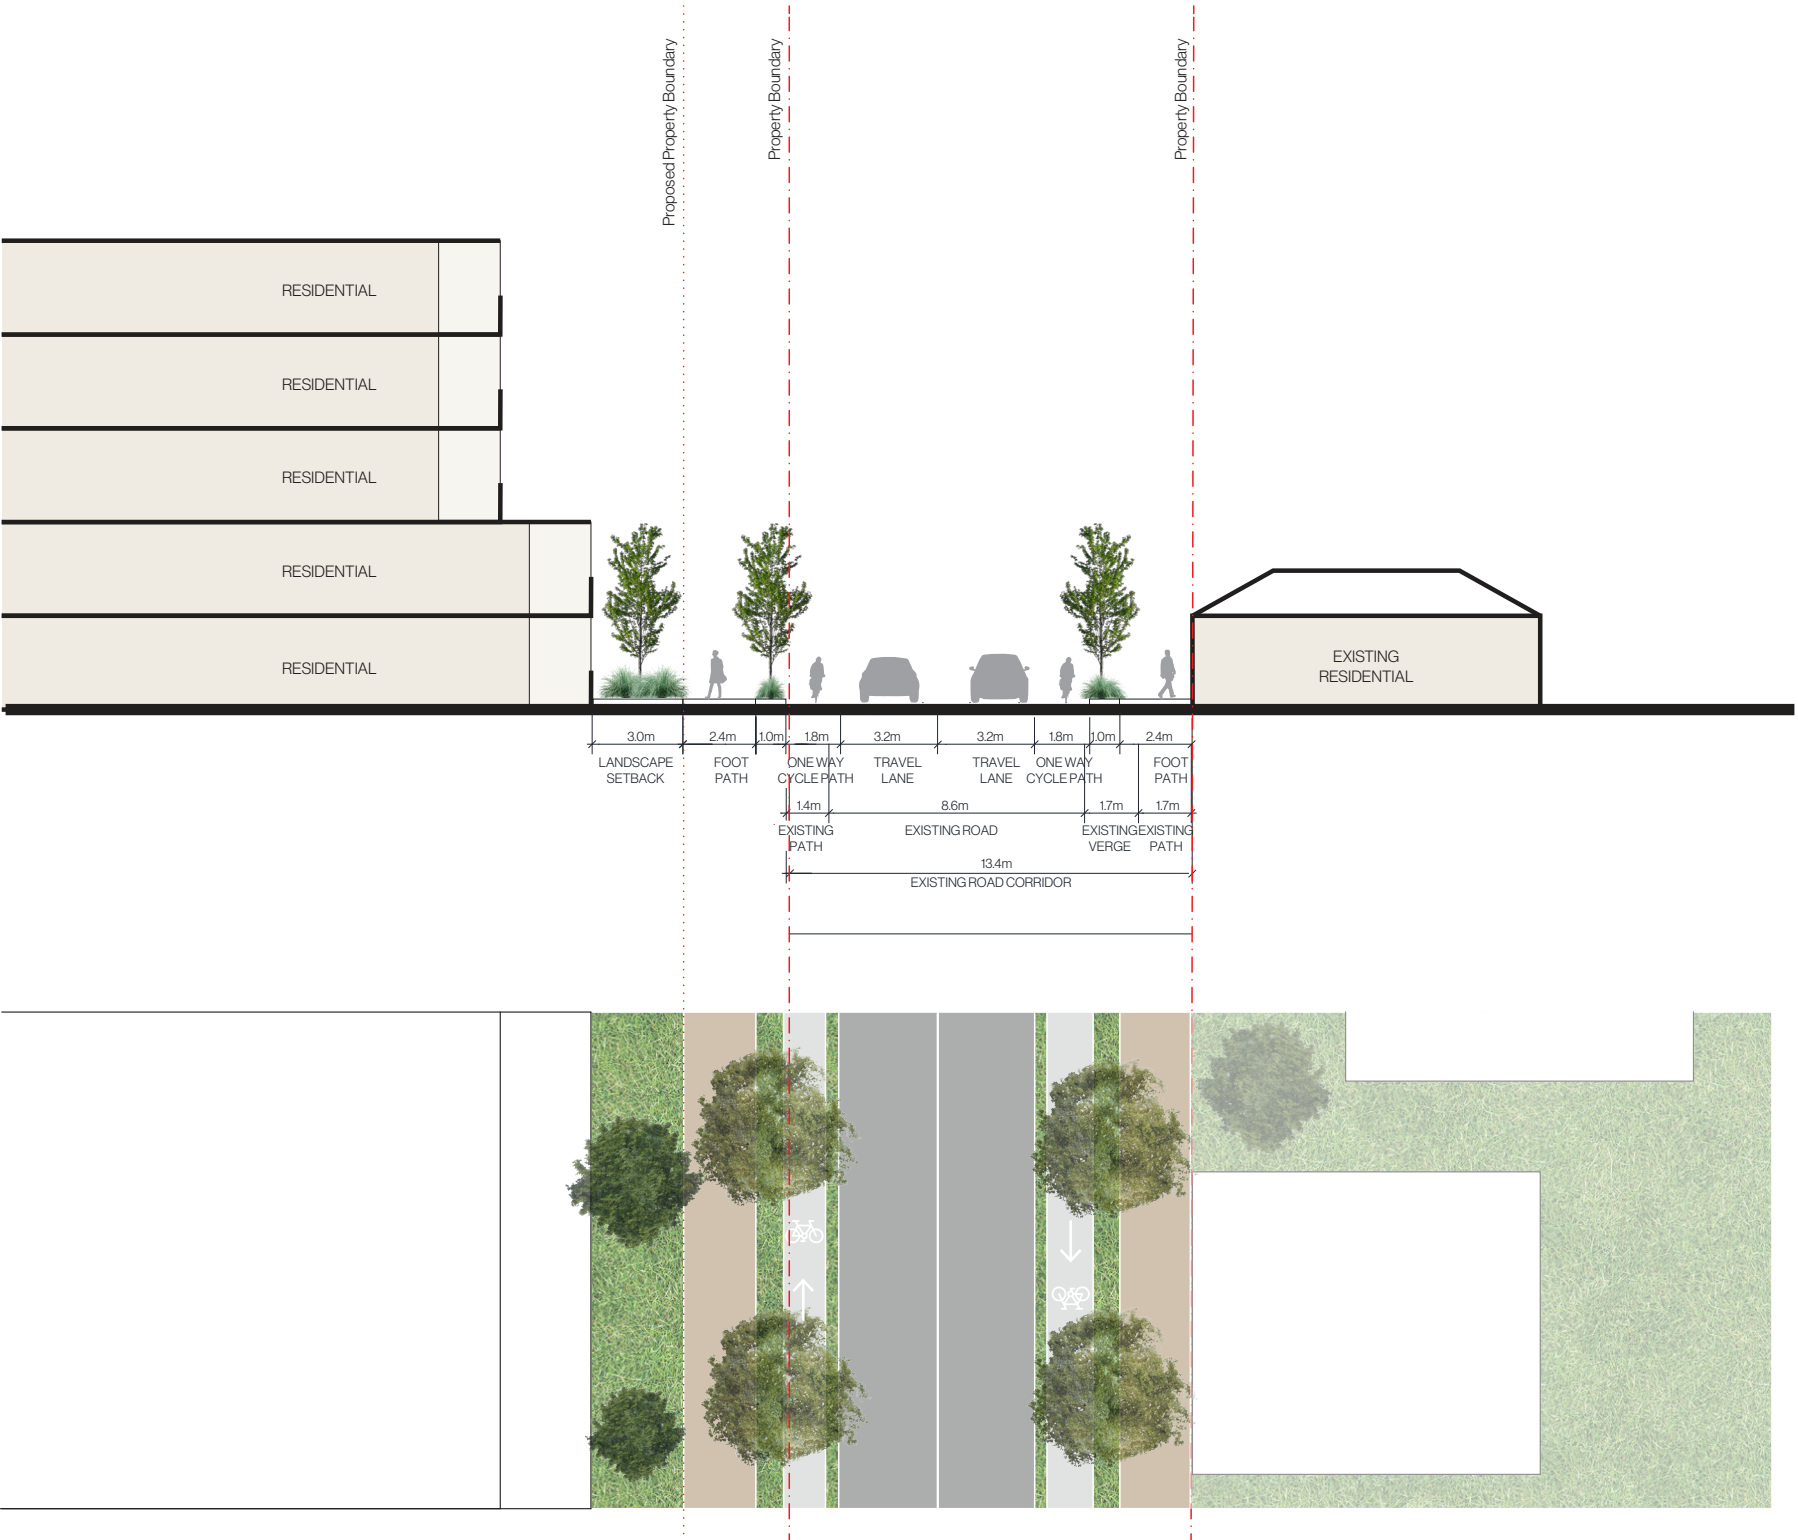 Proposed Property Boundary
Property Boundary
Property Boundary
RESIDENTIAL
RESIDENTIAL
RESIDENTIAL
RESIDENTIAL
RESIDENTIAL
EXISTING
RESIDENTIAL
3.0m 2.4m 1.0m 1.8m 3.2m 3.2m 1.8m 1.0m 2.4m
LANDSCAPE FOOT ONE WAY TRAVEL TRAVEL ONE WAY FOOT
SETBACK PATH CYCLE PATH LANE LANE CYCLE PATH PATH
1.4m 8.6m 1.7m 1.7m
EXISTING EXISTING ROAD EXISTING EXISTING
PATH VERGE PATH
13.4m
EXISTING ROAD CORRIDOR